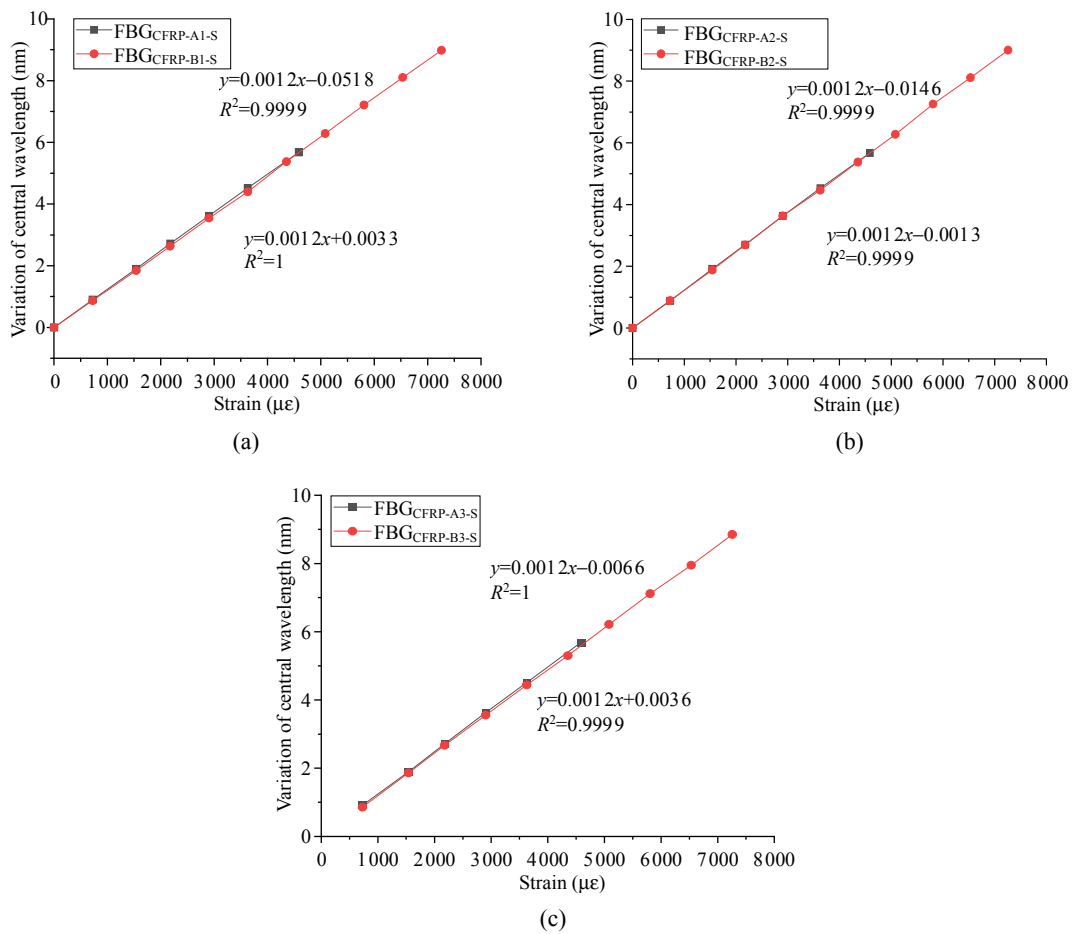 FBGCFRP-A1-S
FBGCFRP-B1-S
y=0.0012x−0.0518
R²=0.9999
y=0.0012x+0.0033
R²=1
Variation of central wavelength (nm)
10
8
6
4
2
0
0 1000 2000 3000 4000 5000 6000 7000 8000
Strain (με)
(a)
FBGCFRP-A2-S
FBGCFRP-B2-S
y=0.0012x−0.0146
R²=0.9999
y=0.0012x−0.0013
R²=0.9999
Variation of central wavelength (nm)
10
8
6
4
2
0
0 1000 2000 3000 4000 5000 6000 7000 8000
Strain (με)
(b)
FBGCFRP-A3-S
FBGCFRP-B3-S
y=0.0012x−0.0066
R²=1
y=0.0012x+0.0036
R²=0.9999
Variation of central wavelength (nm)
10
8
6
4
2
0
0 1000 2000 3000 4000 5000 6000 7000 8000
Strain (με)
(c)